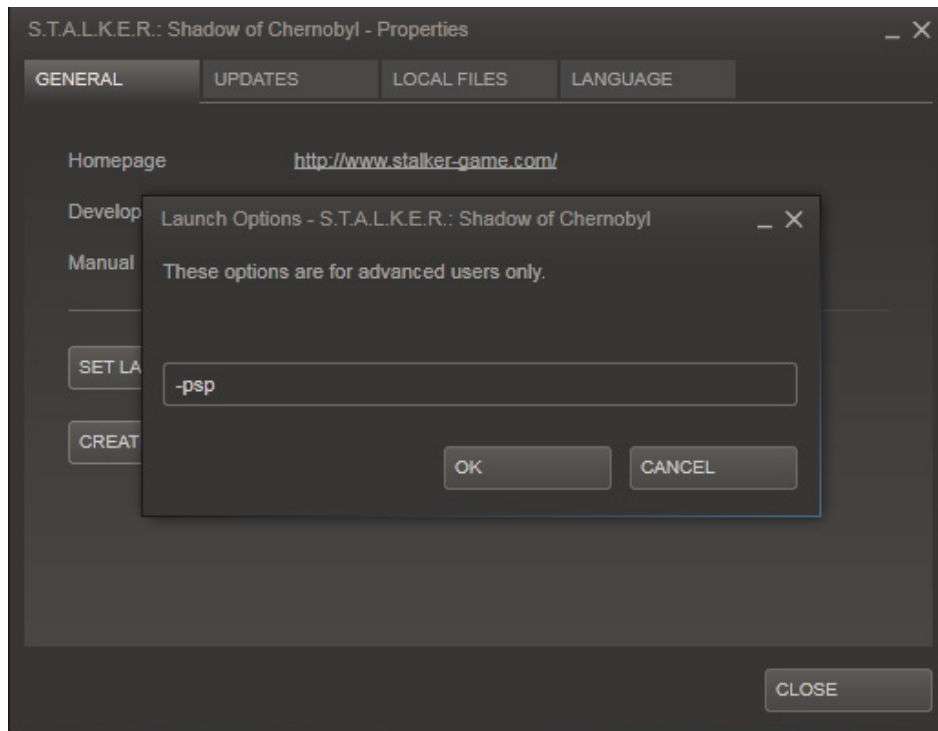 S.T.A.L.K.E.R.: Shadow of Chernobyl - Properties
GENERAL UPDATES LOCAL FILES LANGUAGE
Homepage http://www.stalker-game.com/
Develop
Launch Options - S.T.A.L.K.E.R.: Shadow of Chernobyl
Manual
These options are for advanced users only.
SET LA
-psp
CREAT
OK CANCEL
CLOSE